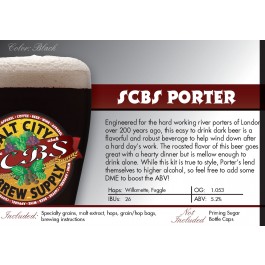 Color: Black
SCBS PORTER
Engineered for the hard working river porters of London
over 200 years ago, this easy to drink dark beer is a
flavorful and robust beverage to help wind down after
a hard day's work. The roasted flavor of this beer goes
great with a hearty dinner but is mellow enough to
drink alone. While this kit is true to style, Porter's lend
themselves to higher alcohol, so feel free to add some
DME to boost the ABV!
ALT CITY
CBS
BREW SUPPLY
Hops: Willamette, Fuggle
OG: 1.053
IBUs: 26
ABV: 5.2%
Included: Specialty grains, malt extract, hops, grain/hop bags,
brewing instructions
Not Included: Priming Sugar
Bottle Caps